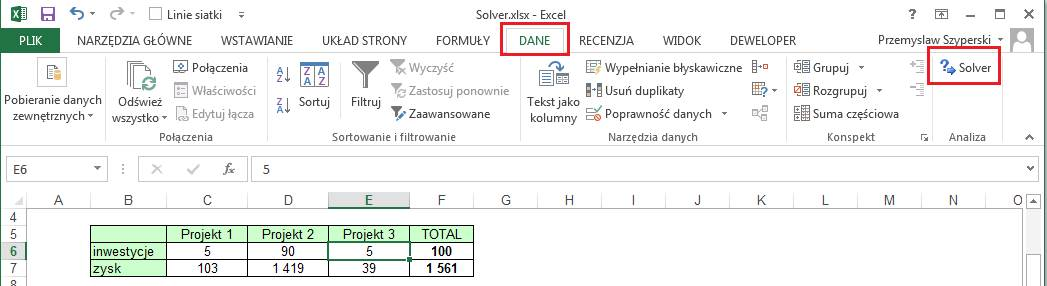 Linie siatki Solver.xlsx - Excel ?
PLIK NARZĘDZIA GŁÓWNE WSTAWIANIE UKŁAD STRONY FORMUŁY DANE RECENZJA WIDOK DEWELOPER Przemysław Szyperski
Pobieranie danych zewnętrznych
Odśwież wszystko
Połączenia
Właściwości
Edytuj łącza
Połączenia
A Z
Z A
Z A A Z
Sortuj
Filtruj
Wyczyść
Zastosuj ponownie
Zaawansowane
Sortowanie i filtrowanie
Tekst jako kolumny
Wypełnianie błyskawiczne
Usuń duplikaty
Poprawność danych
Narzędzia danych
Grupuj
Rozgrupuj
Suma częściowa
Konspekt
? Solver
Analiza
E6 fx 5
A B C D E F G H I J K L M N O
4
5 Projekt 1 Projekt 2 Projekt 3 TOTAL
6 inwestycje 5 90 5 100
7 zysk 103 1 419 39 1 561
8